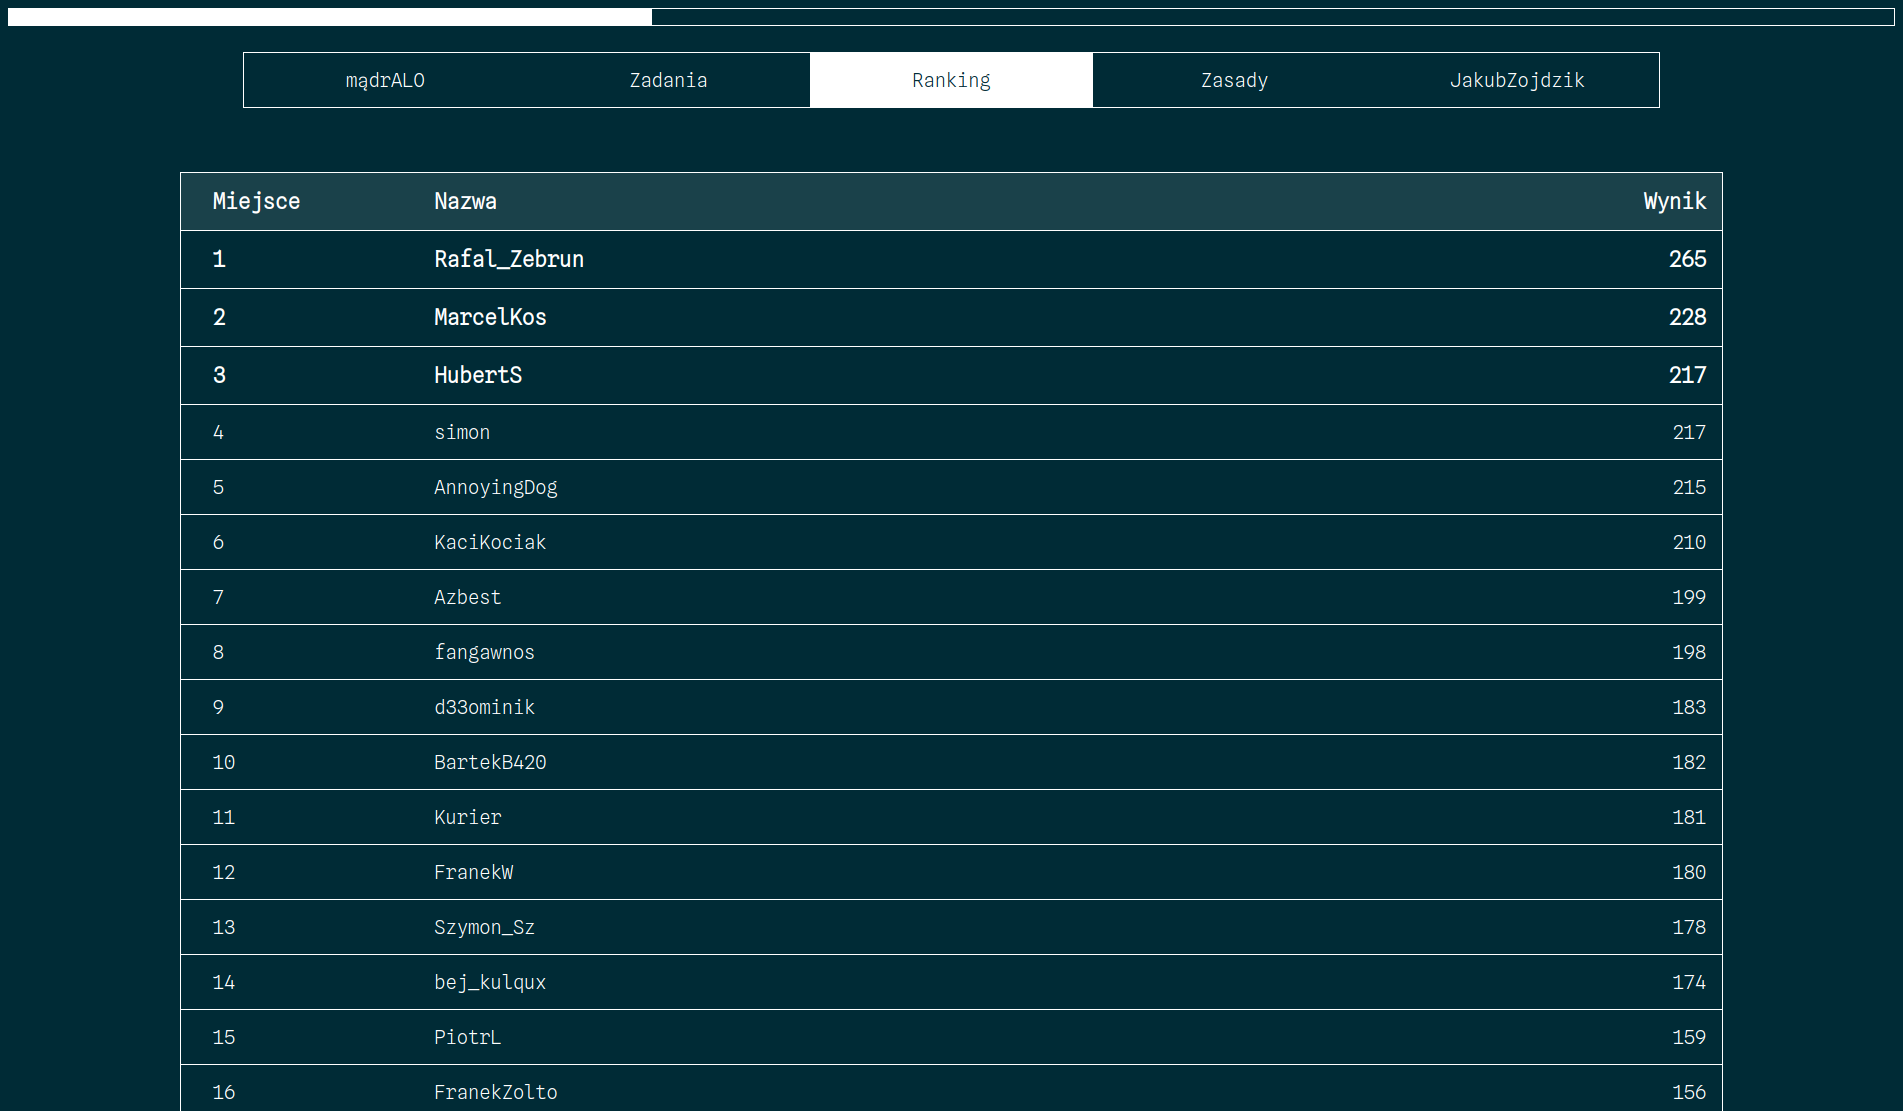 mądrALO Zadania Ranking Zasady JakubZojdzik
Miejsce Nazwa Wynik
1 Rafal_Zebrun 265
2 MarcelKos 228
3 HubertS 217
4 simon 217
5 AnnoyingDog 215
6 KaciKociak 210
7 Azbest 199
8 fangawnos 198
9 d33ominik 183
10 BartekB420 182
11 Kurier 181
12 FranekW 180
13 Szymon_Sz 178
14 bej_kulqux 174
15 PiotrL 159
16 FranekZolto 156